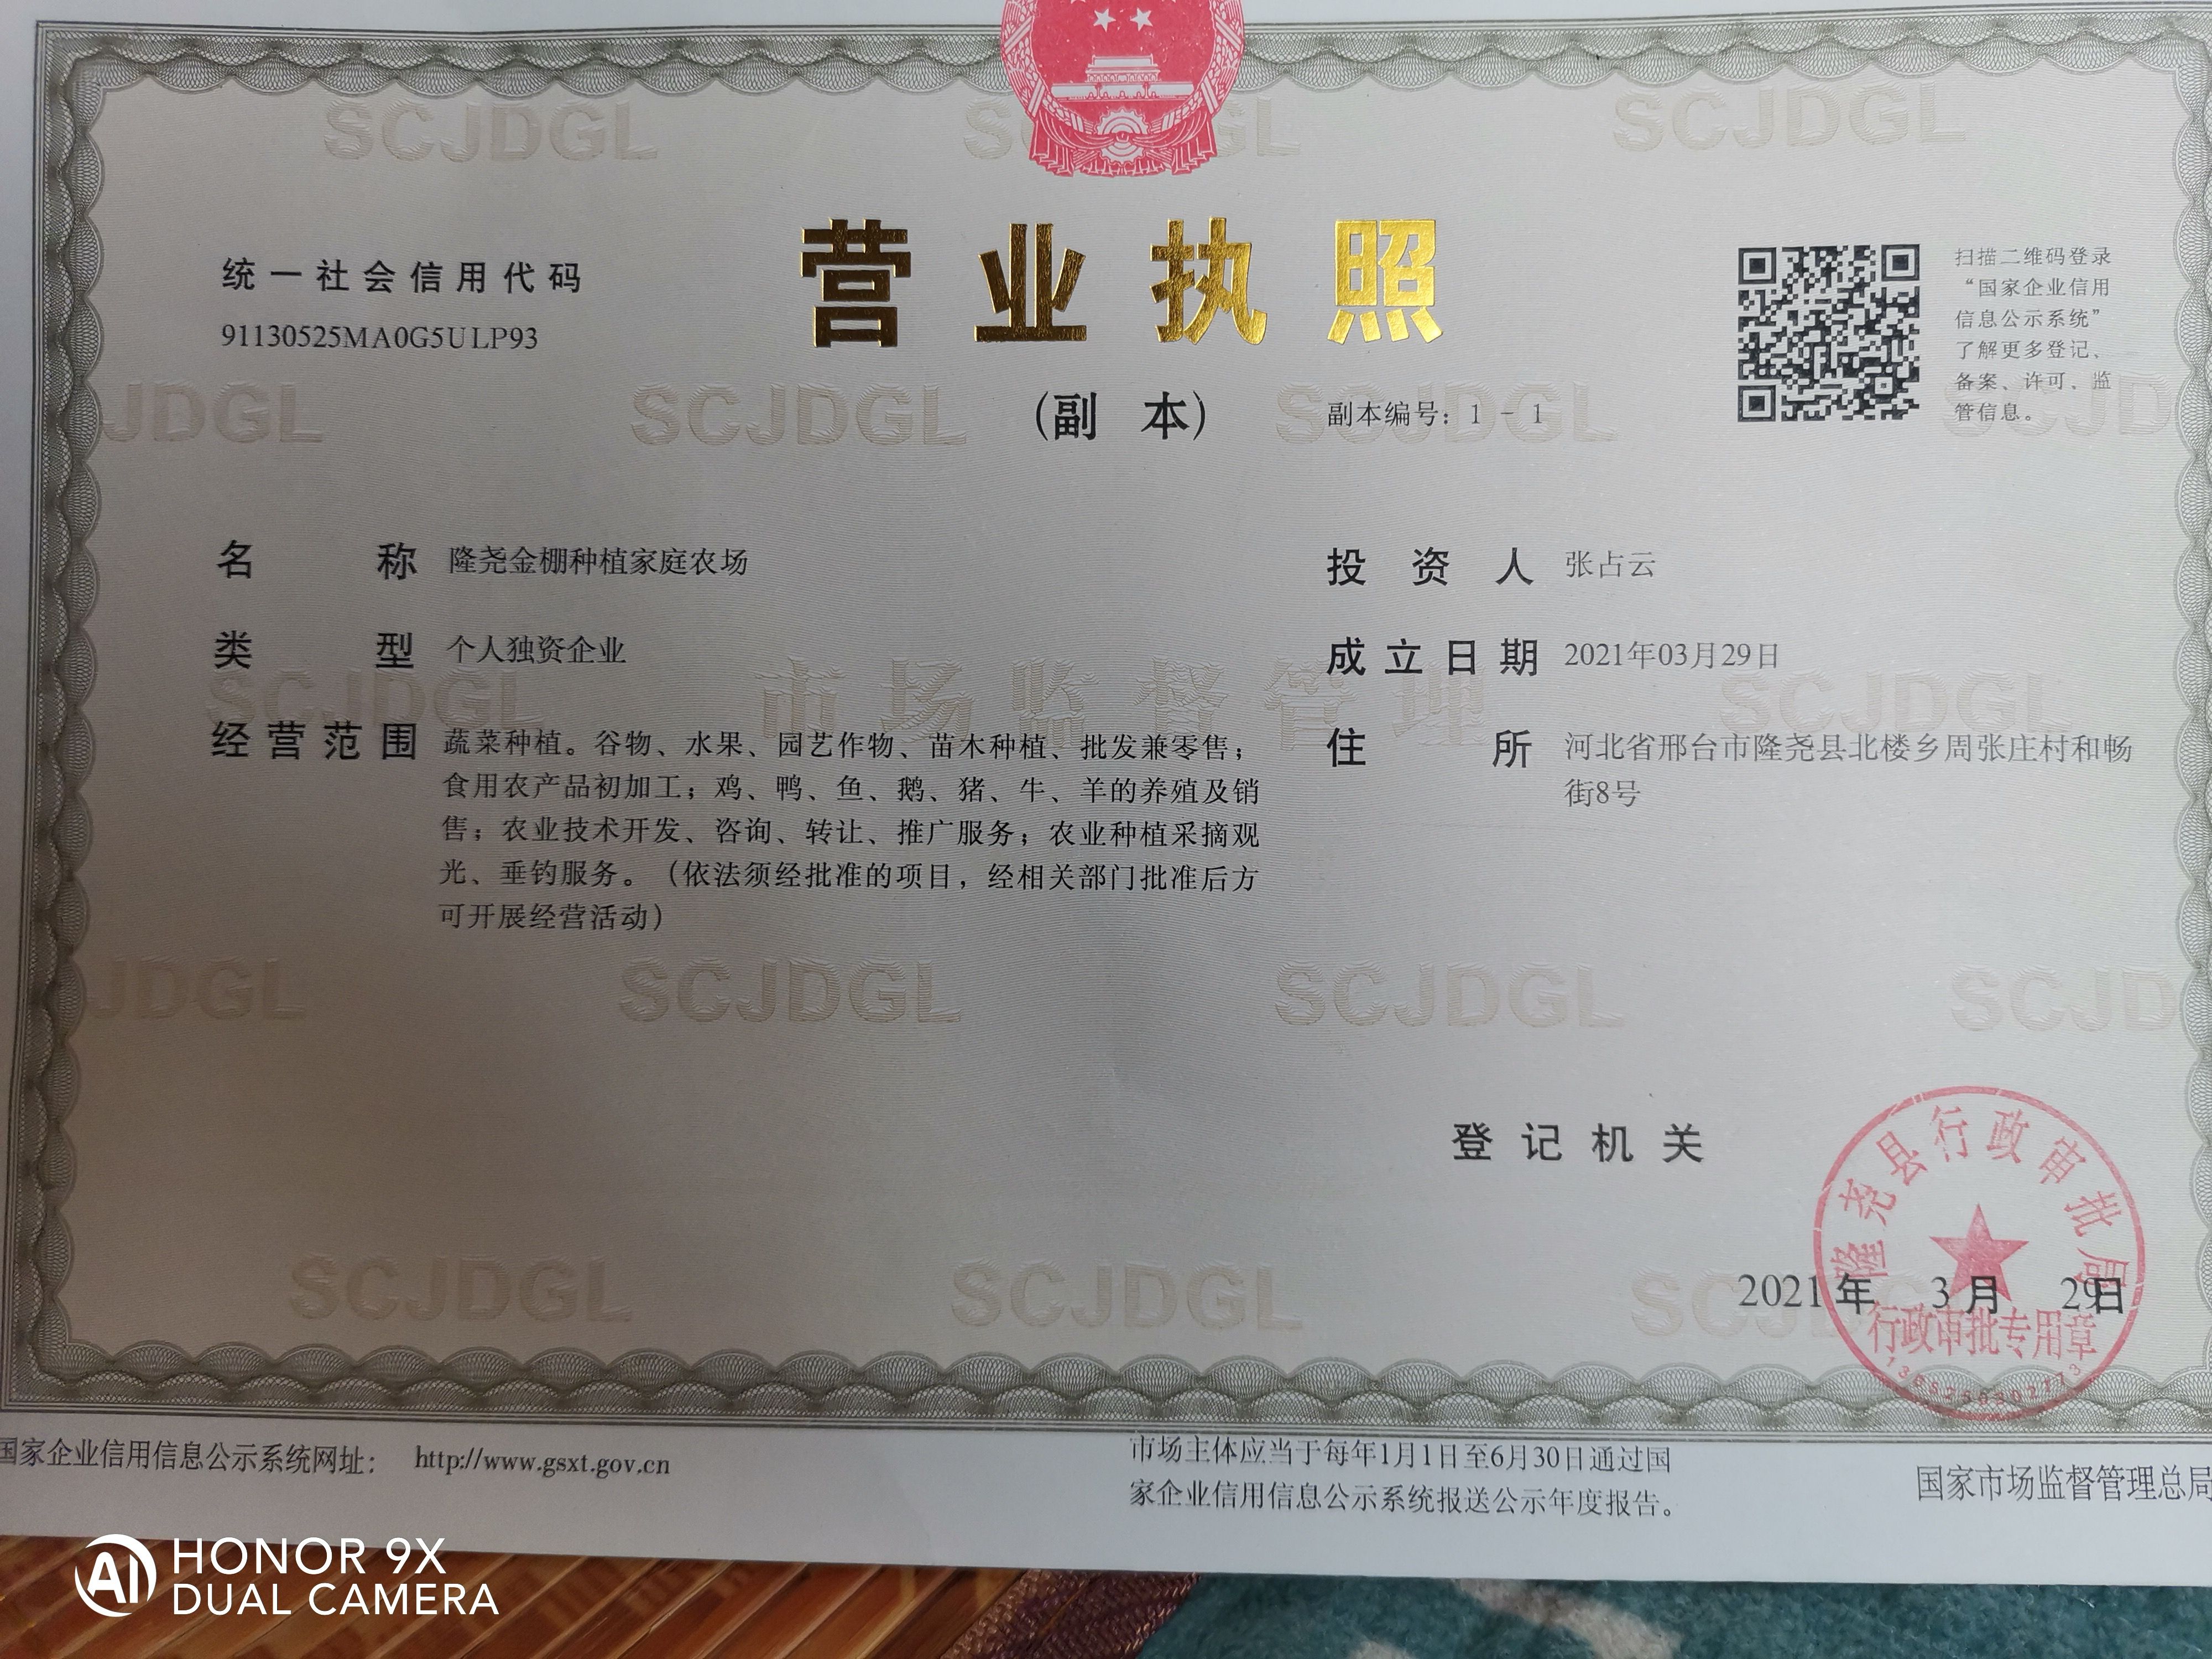 营业执照
(副 本)
副本编号：1-1
统一社会信用代码
91130525MA0G5ULP93
扫描二维码登录
“国家企业信用
信息公示系统”
了解更多登记、
备案、许可、监
管信息。
名 称 隆尧金棚种植家庭农场
类 型 个人独资企业
经营范围 蔬菜种植。谷物、水果、园艺作物、苗木种植、批发兼零售；
食用农产品初加工；鸡、鸭、鱼、鹅、猪、牛、羊的养殖及销
售；农业技术开发、咨询、转让、推广服务；农业种植采摘观
光、垂钓服务。（依法须经批准的项目，经相关部门批准后方
可开展经营活动）
投 资 人 张占云
成立日期 2021年03月29日
住 所 河北省邢台市隆尧县北楼乡周张庄村和畅
街8号
登记机关
隆尧县行政审批局
2021 年 3 月 29日
行政审批专用章
国家企业信用信息公示系统网址： http://www.gsxt.gov.cn
市场主体应当于每年1月1日至6月30日通过国
家企业信用信息公示系统报送公示年度报告。
国家市场监督管理总局
SCJDGL
市场监督管理
AI HONOR 9X
DUAL CAMERA